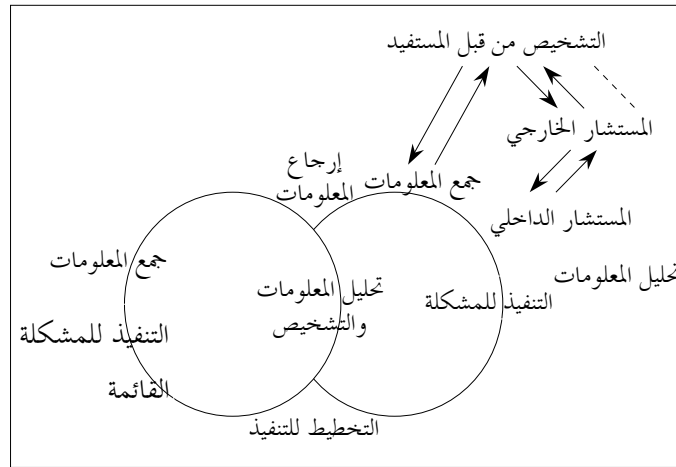 التشخيص من قبل المستفيد
المستشار الخارجي
إرجاع
المعلومات
جمع المعلومات
المستشار الداخلي
جمع المعلومات
تحليل المعلومات
تحليل المعلومات
والتشخيص
التنفيذ للمشكلة
التنفيذ للمشكلة
القائمة
التخطيط للتنفيذ